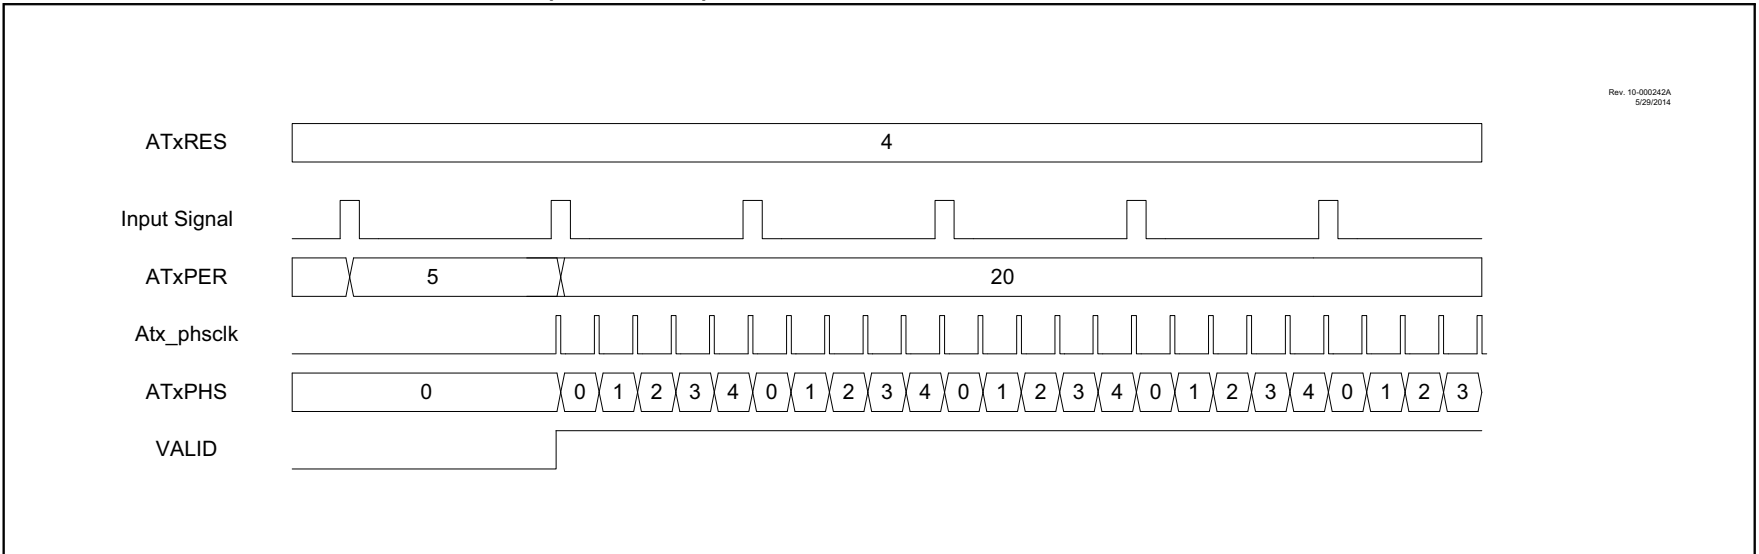 Rev. 10-000242A
5/29/2014
ATxRES 4
Input Signal
ATxPER 5 20
Atx_phsclk
ATxPHS 0 0 1 2 3 4 0 1 2 3 4 0 1 2 3 4 0 1 2 3 4 0 1 2 3
VALID